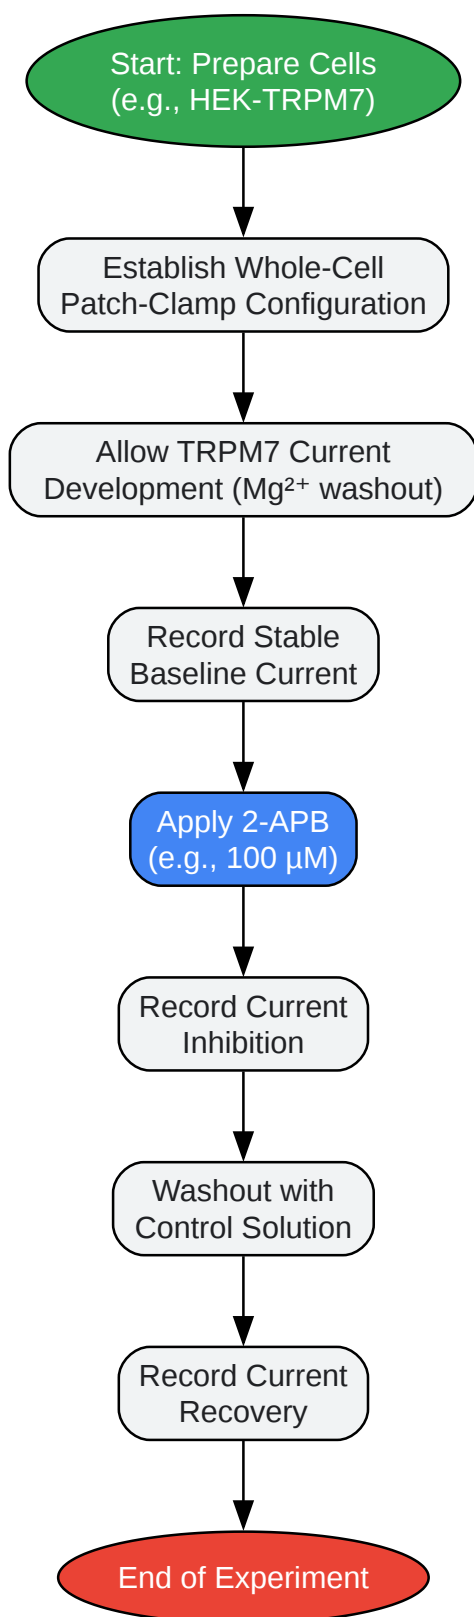 Start: Prepare Cells
(e.g., HEK-TRPM7)
Establish Whole-Cell
Patch-Clamp Configuration
Allow TRPM7 Current
Development (Mg²⁺ washout)
Record Stable
Baseline Current
Apply 2-APB
(e.g., 100 µM)
Record Current
Inhibition
Washout with
Control Solution
Record Current
Recovery
End of Experiment